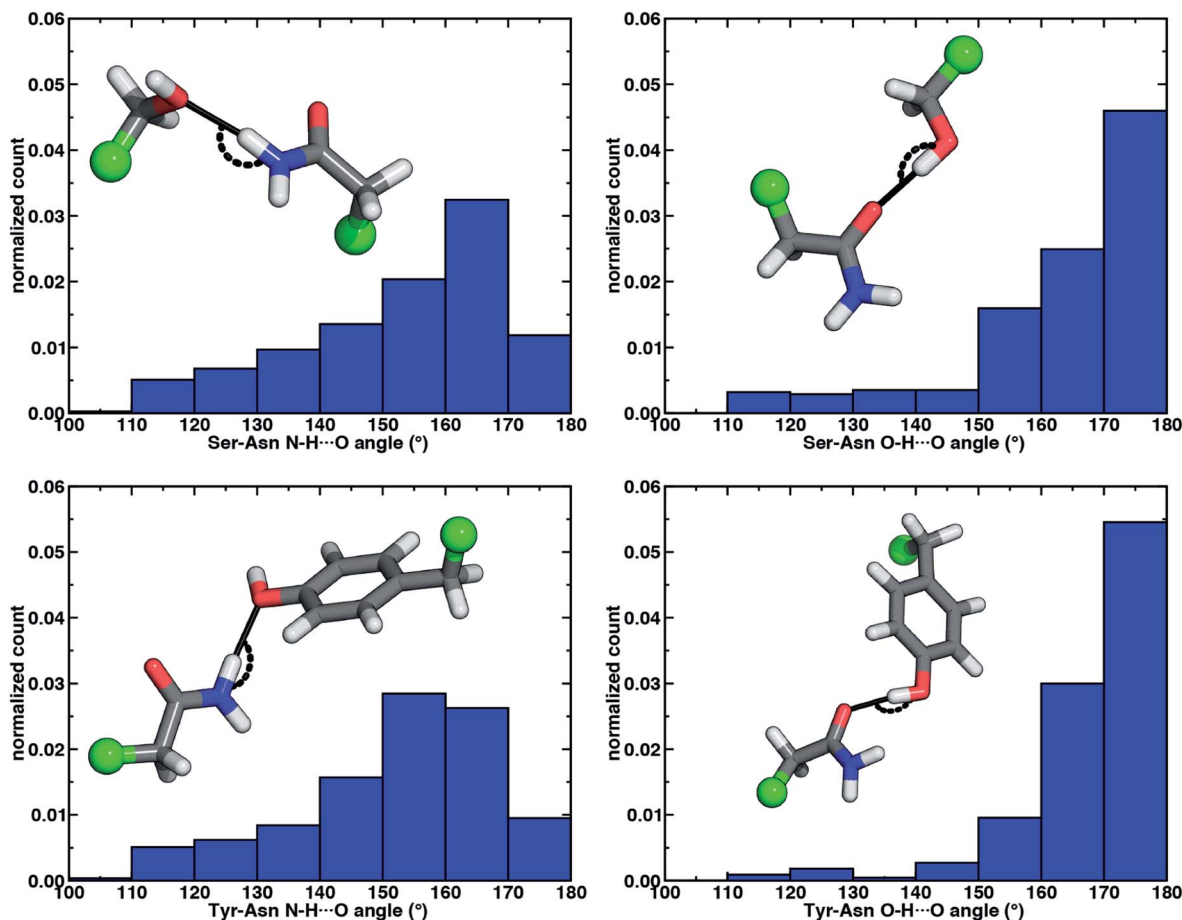 0.06
0.05
0.04
0.03
0.02
0.01
0.00
normalized count
100 110 120 130 140 150 160 170 180
Ser-Asn N-H···O angle (°)
0.06
0.05
0.04
0.03
0.02
0.01
0.00
normalized count
100 110 120 130 140 150 160 170 180
Ser-Asn O-H···O angle (°)
0.06
0.05
0.04
0.03
0.02
0.01
0.00
normalized count
100 110 120 130 140 150 160 170 180
Tyr-Asn N-H···O angle (°)
0.06
0.05
0.04
0.03
0.02
0.01
0.00
normalized count
100 110 120 130 140 150 160 170 180
Tyr-Asn O-H···O angle (°)